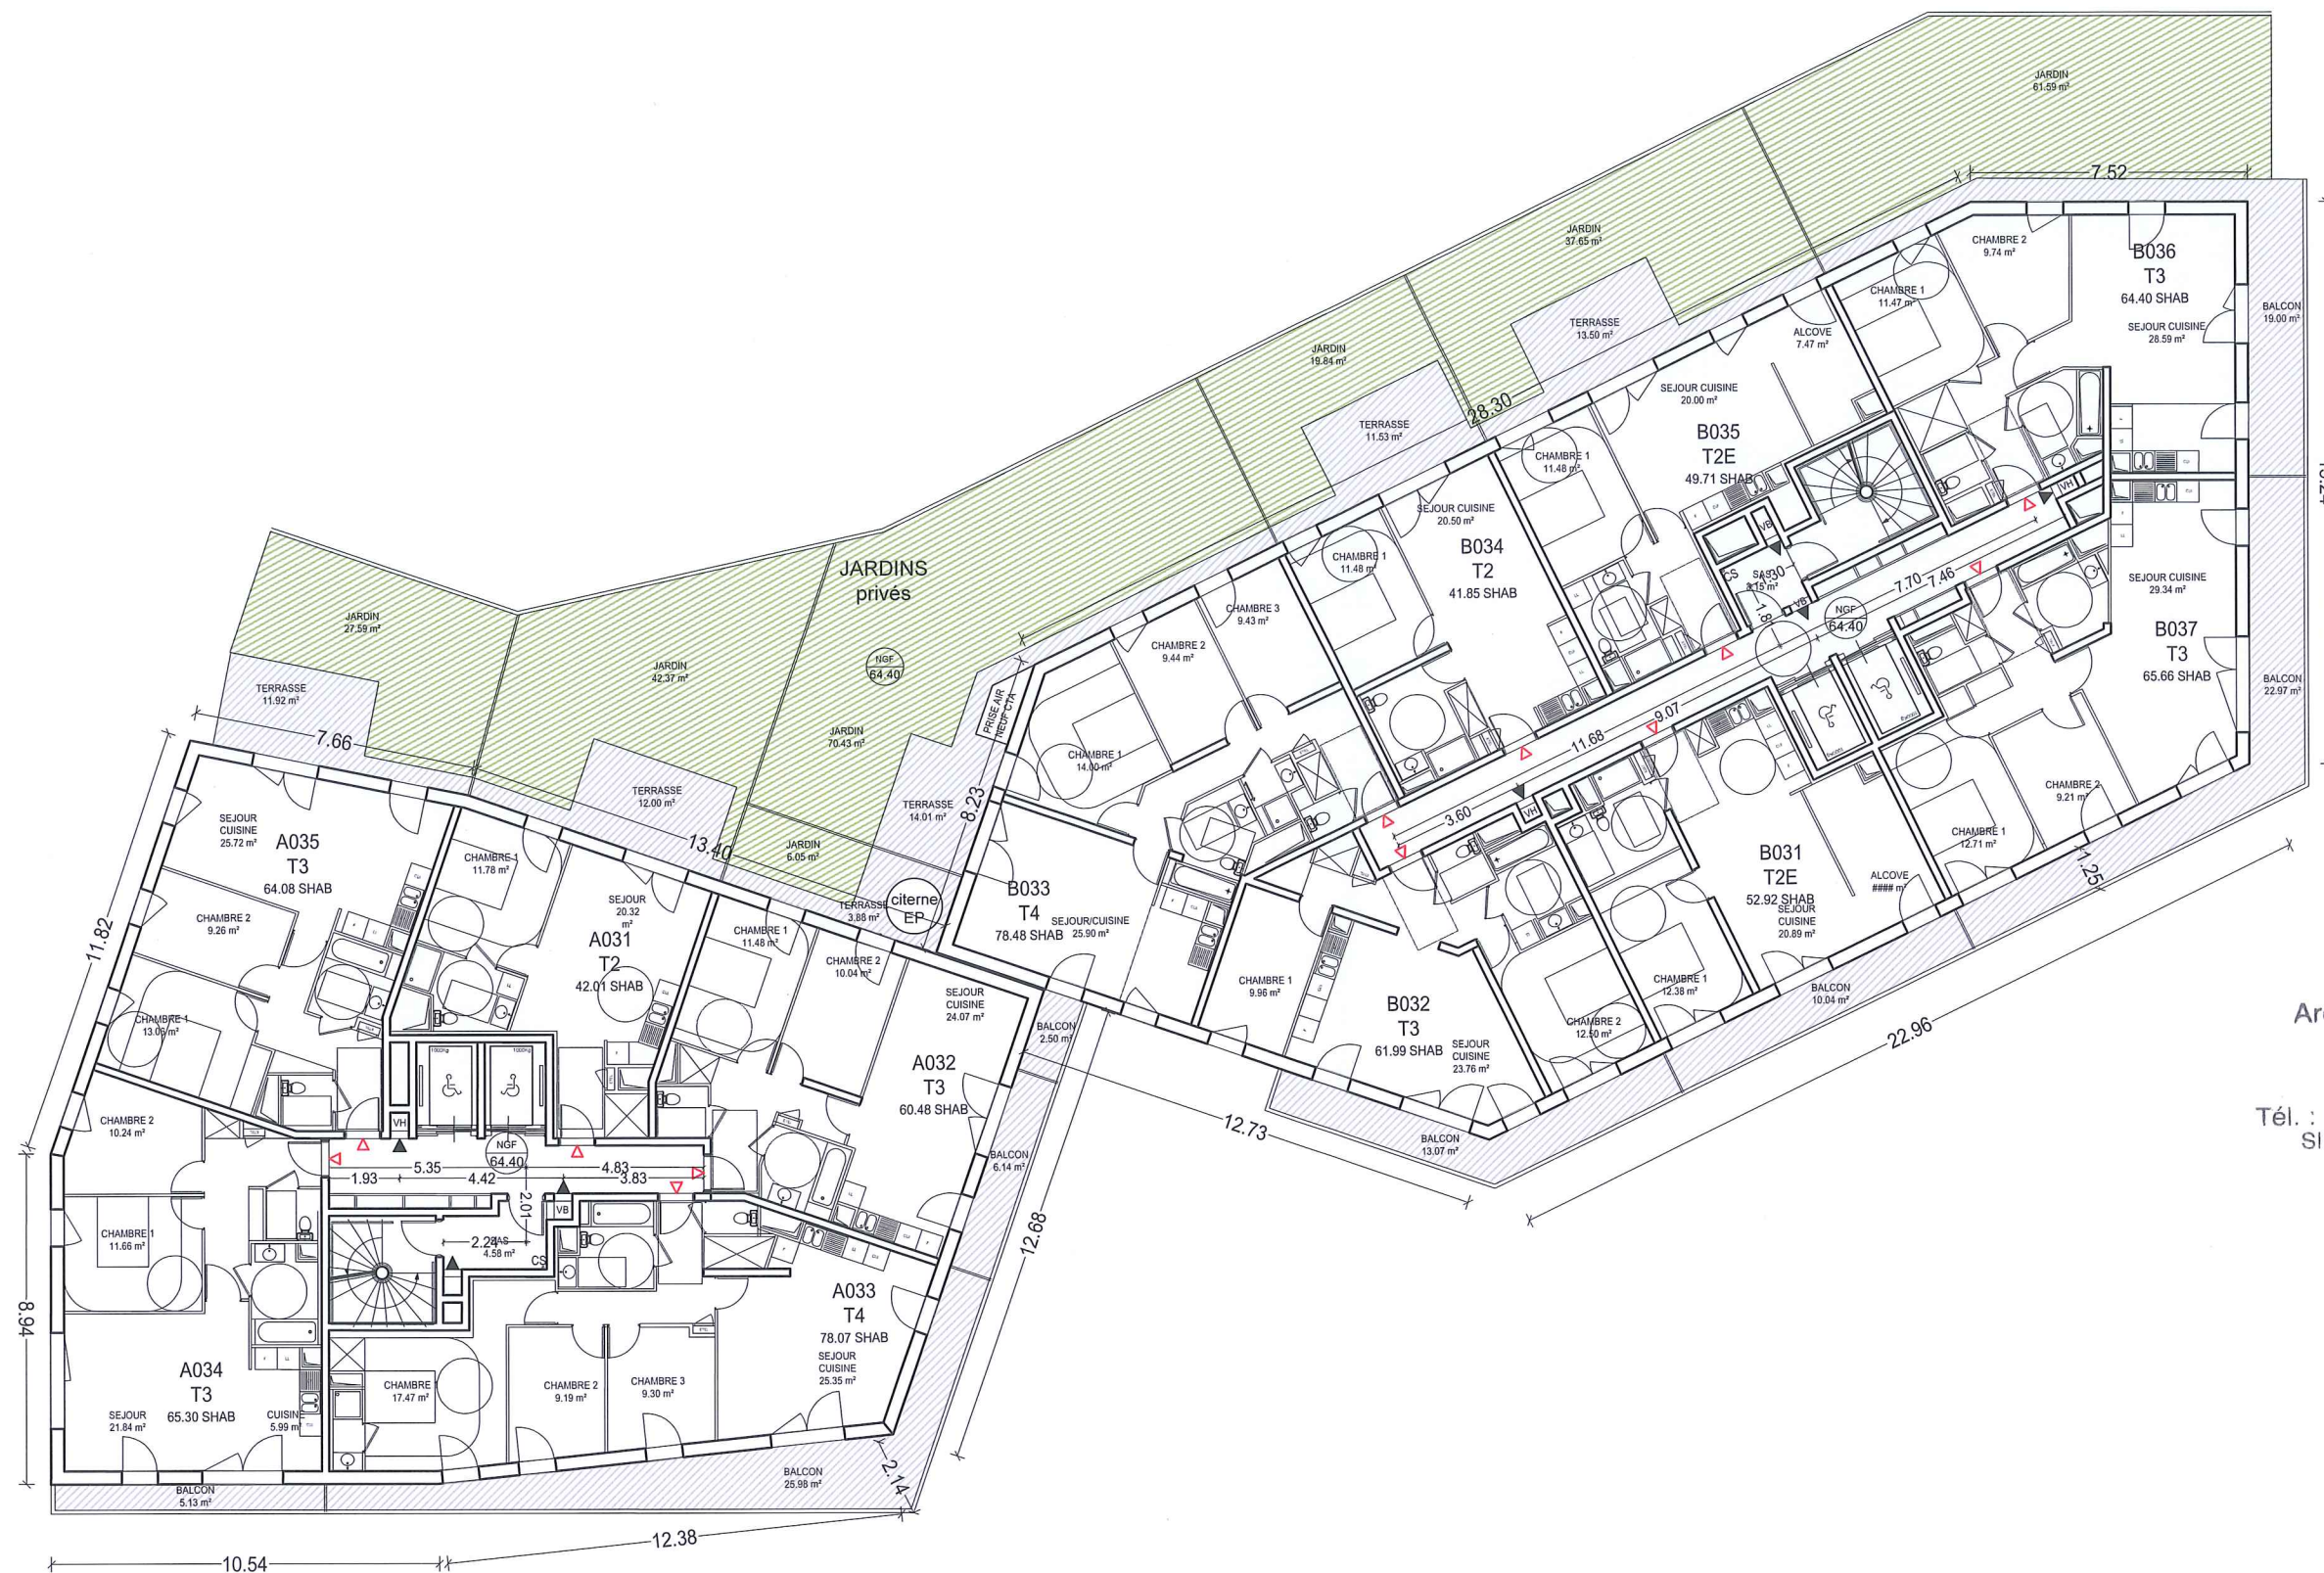 JARDIN
61.59 m²
7.52
JARDIN
37.65 m²
CHAMBRE 2
9.74 m²
B036
T3
64.40 SHAB
CHAMBRE 1
11.47 m²
BALCON
19.00 m²
SEJOUR CUISINE
28.59 m²
JARDIN
19.84 m²
TERRASSE
13.50 m²
ALCOVE
7.47 m²
SEJOUR CUISINE
20.00 m²
28.30
TERRASSE
11.53 m²
B035
T2E
49.71 SHAB
CHAMBRE 1
11.48 m²
VH
VB
SEJOUR CUISINE
20.50 m²
B034
T2
41.85 SHAB
CHAMBRE 1
11.48 m²
CS
SAS
VB
7.70
7.46
NGF
64.40
SEJOUR CUISINE
29.34 m²
B037
T3
65.66 SHAB
BALCON
22.97 m²
JARDINS
privés
CHAMBRE 3
9.43 m²
CHAMBRE 2
9.44 m²
JARDIN
27.59 m²
JARDIN
42.37 m²
NGF
64.40
TERRASSE
11.92 m²
PRISE AIR
NEUF CTA
JARDIN
70.43 m²
7.66
CHAMBRE 1
14.00 m²
9.07
11.68
TERRASSE
12.00 m²
TERRASSE
14.01 m²
8.23
3.60
VH
CHAMBRE 2
9.21 m²
CHAMBRE 1
12.71 m²
1.25
SEJOUR
CUISINE
25.72 m²
A035
T3
64.08 SHAB
13.40
JARDIN
6.05 m²
CHAMBRE 1
11.78 m²
B031
T2E
52.92 SHAB
SEJOUR
CUISINE
20.89 m²
ALCOVE
#### m²
B033
T4
78.48 SHAB
SEJOUR/CUISINE
25.90 m²
citerne
EP
TERRASSE
3.88 m²
SEJOUR
20.32
m²
CHAMBRE 2
9.26 m²
A031
T2
42.01 SHAB
CHAMBRE 1
11.48 m²
CHAMBRE 2
10.04 m²
11.82
CHAMBRE 1
9.96 m²
CHAMBRE 1
12.38 m²
BALCON
10.04 m²
SEJOUR
CUISINE
24.07 m²
B032
T3
61.99 SHAB
SEJOUR
CUISINE
23.76 m²
CHAMBRE 2
12.50 m²
CHAMBRE 1
13.06 m²
BALCON
2.50 m²
22.96
1000Kg
1000Kg
A032
T3
60.48 SHAB
CHAMBRE 2
10.24 m²
VH
NGF
64.40
12.73
BALCON
13.07 m²
Tél. :
BALCON
6.14 m²
5.35
4.83
1.93
4.42
3.83
2.01
VB
CHAMBRE 1
11.66 m²
2.24
SAS
4.58 m²
CS
12.68
8.94
A033
T4
78.07 SHAB
SEJOUR
CUISINE
25.35 m²
A034
T3
65.30 SHAB
CHAMBRE
17.47 m²
CHAMBRE 2
9.19 m²
CHAMBRE 3
9.30 m²
SEJOUR
21.84 m²
CUISINE
5.99 m²
BALCON
25.98 m²
2.14
BALCON
5.13 m²
12.38
10.54